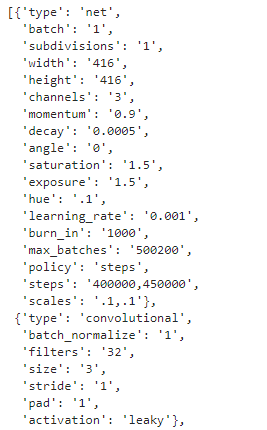 [{'type': 'net',
'batch': '1',
'subdivisions': '1',
'width': '416',
'height': '416',
'channels': '3',
'momentum': '0.9',
'decay': '0.0005',
'angle': '0',
'saturation': '1.5',
'exposure': '1.5',
'hue': '.1',
'learning_rate': '0.001',
'burn_in': '1000',
'max_batches': '500200',
'policy': 'steps',
'steps': '400000,450000',
'scales': '.1,.1'},
{'type': 'convolutional',
'batch_normalize': '1',
'filters': '32',
'size': '3',
'stride': '1',
'pad': '1',
'activation': 'leaky'},